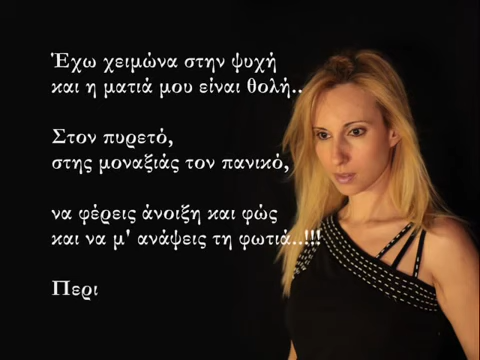 Έχω χειμώνα στην ψυχή
και η ματιά μου είναι θολή..
Στον πυρετό,
στης μοναξιάς τον πανικό,
να φέρεις άνοιξη και φώς
και να μ' ανάψεις τη φωτιά..!!!
Περι